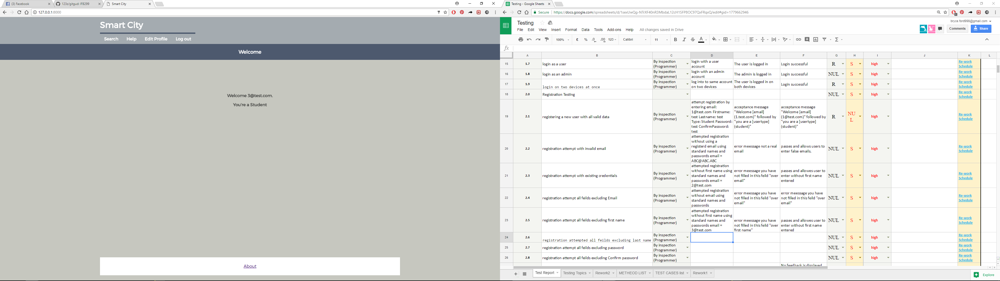 (3) Facebook
123z/gitgud: IFB299
Smart City
127.0.0.1:8000
Smart City
Search Help Edit Profile Log out
Welcome
Welcome 3@test.com.
You're a Student
About
Testing - Google Sheets
Secure https://docs.google.com/spreadsheets/d/1sexUwQg-NTrXF40nR3MbdaL12cH1SFP8OC97QxFRqxQ/edit#gid=1779662946
Testing
bryce.ford998@gmail.com
File Edit View Insert Format Data Tools Add-ons Help All changes saved in Drive
Comments Share
100% £ % .0 .00 123 Calibri 11 B I S A
fx
A B C D E F G H I J K L
15 1.7 login as a user By inspection (Programmer) login with a user account The user is logged in Login successful R S high Re-work Schedule
16 1.8 login as an admin By inspection (Programmer) login with an admin account The admin is logged in Login successful NUL S high Re-work Schedule
17 1.9 login on two devices at once By inspection (Programmer) log into to same account on two devices The user is logged in on both devices Login successful R S high Re-work Schedule
18 2.0 Registration Testing NUL S high Re-work Schedule
19 2.1 registering a new user with all valid data By inspection (Programmer) attempt registration by entering email: 1@test.com Firstname: test Lastname: test Type: Student Password: test ConfirmPassword: test acceptance message "Welcome [email] (1.test.com)" followed by "you are a [usertype] (student)" acceptance message "Welcome [email] (1@test.com)" followed by "you are a [usertype] (student)" R NUL high Re-work Schedule
20 2.2 registration attempt with invalid email By inspection (Programmer) attempted registration without using a registerd email using standard names and passwords email = ABC@ABC.ABC error meessage not a real email passes and allows users to enter false emails. NUL S high Re-work Schedule
21 2.3 registration attempt with existing credentials By inspection (Programmer) attempted registration without first name using standard names and passwords email = 2@test.com error meessage you have not filled in this feild "over email" passes and allowes user to enter without first name entered NUL S high Re-work Schedule
22 2.4 registration attempt all feilds excluding Email By inspection (Programmer) attempted registration without email using standard names and passwords error meessage you have not filled in this feild "over email" error meessage you have not filled in this feild "over email" NUL S high Re-work Schedule
23 2.5 registration attempt all feilds excluding first name By inspection (Programmer) attempted registration without first name using standard names and passwords email = 3@test.com error meessage you have not filled in this feild "over first name" passes and allowes user to enter without first name entered NUL S high Re-work Schedule
24 2.6 registration attempted all feilds excluding last name By inspection (Programmer) NUL S high Re-work Schedule
25 2.7 registration attempt all feilds excluding password By inspection (Programmer) NUL S high Re-work Schedule
26 2.8 registration attempt all feilds excluding Confirm password By inspection (Programmer) NUL S high Re-work Schedule
No feedback is displayed
Test Report Testing Topics Rework2 METHEOD LIST TEST CASES list Rework1
Explore